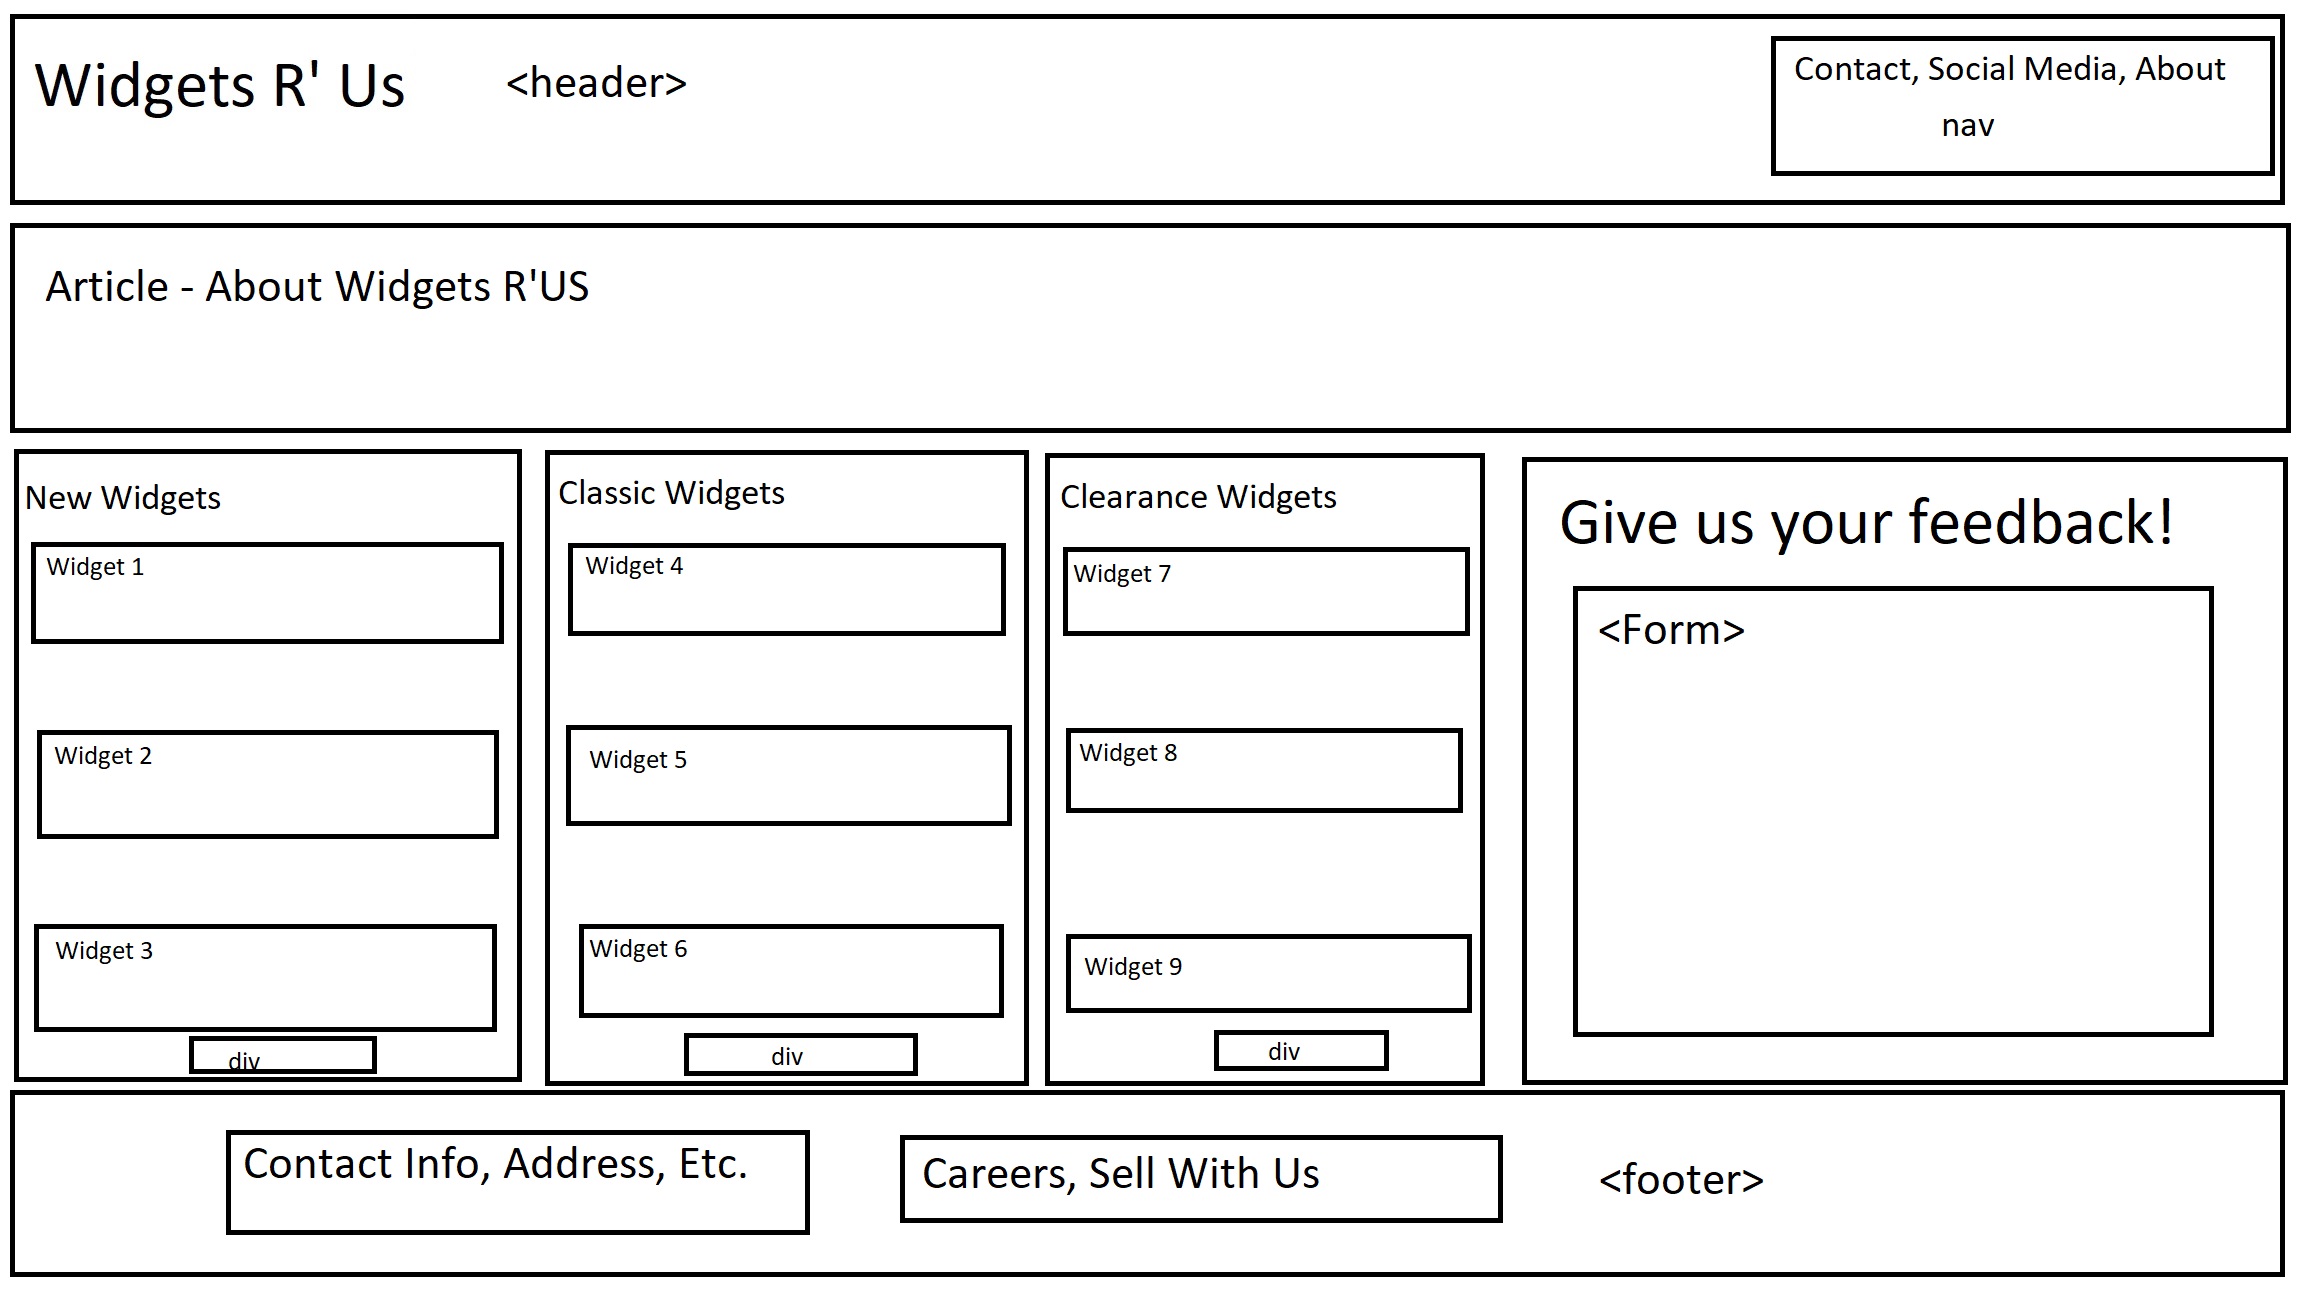 Widgets R' Us
<header>
Contact, Social Media, About
nav
Article - About Widgets R'US
New Widgets
Widget 1
Widget 2
Widget 3
div
Classic Widgets
Widget 4
Widget 5
Widget 6
div
Clearance Widgets
Widget 7
Widget 8
Widget 9
div
Give us your feedback!
<Form>
Contact Info, Address, Etc.
Careers, Sell With Us
<footer>